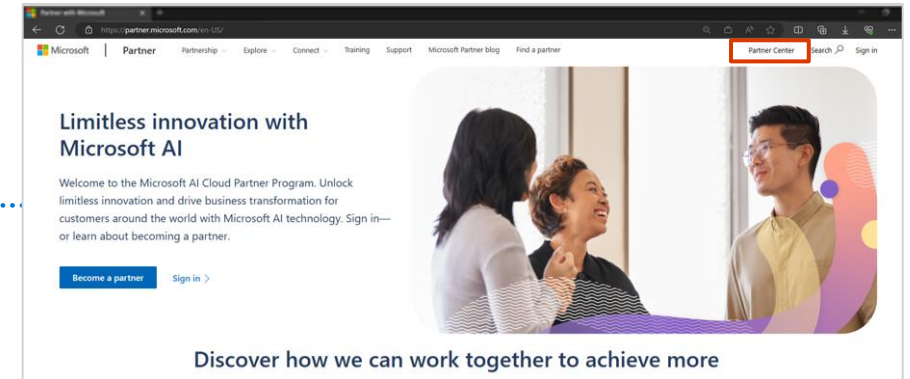 Partner with Microsoft
https://partner.microsoft.com/en-US/
Microsoft Partner Partnership Explore Connect Training Support Microsoft Partner blog Find a partner Partner Center Search Sign in
Limitless innovation with
Microsoft AI
Welcome to the Microsoft AI Cloud Partner Program. Unlock
limitless innovation and drive business transformation for
customers around the world with Microsoft AI technology. Sign in—
or learn about becoming a partner.
Become a partner Sign in
Discover how we can work together to achieve more